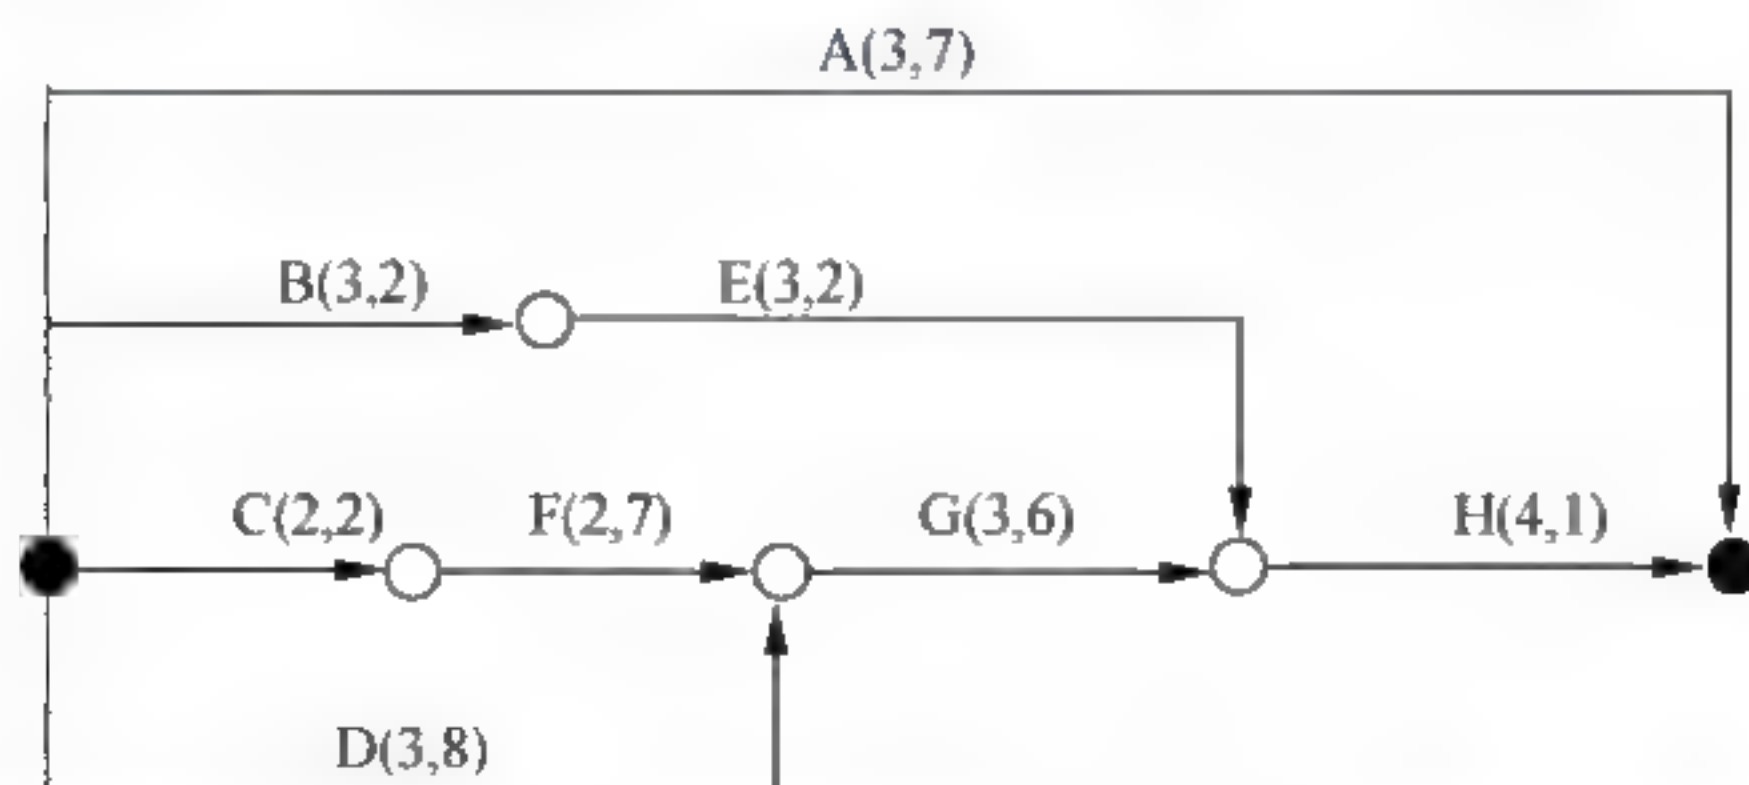 A(3,7)
B(3,2) E(3,2)
C(2,2) F(2,7) G(3,6) H(4,1)
D(3,8)